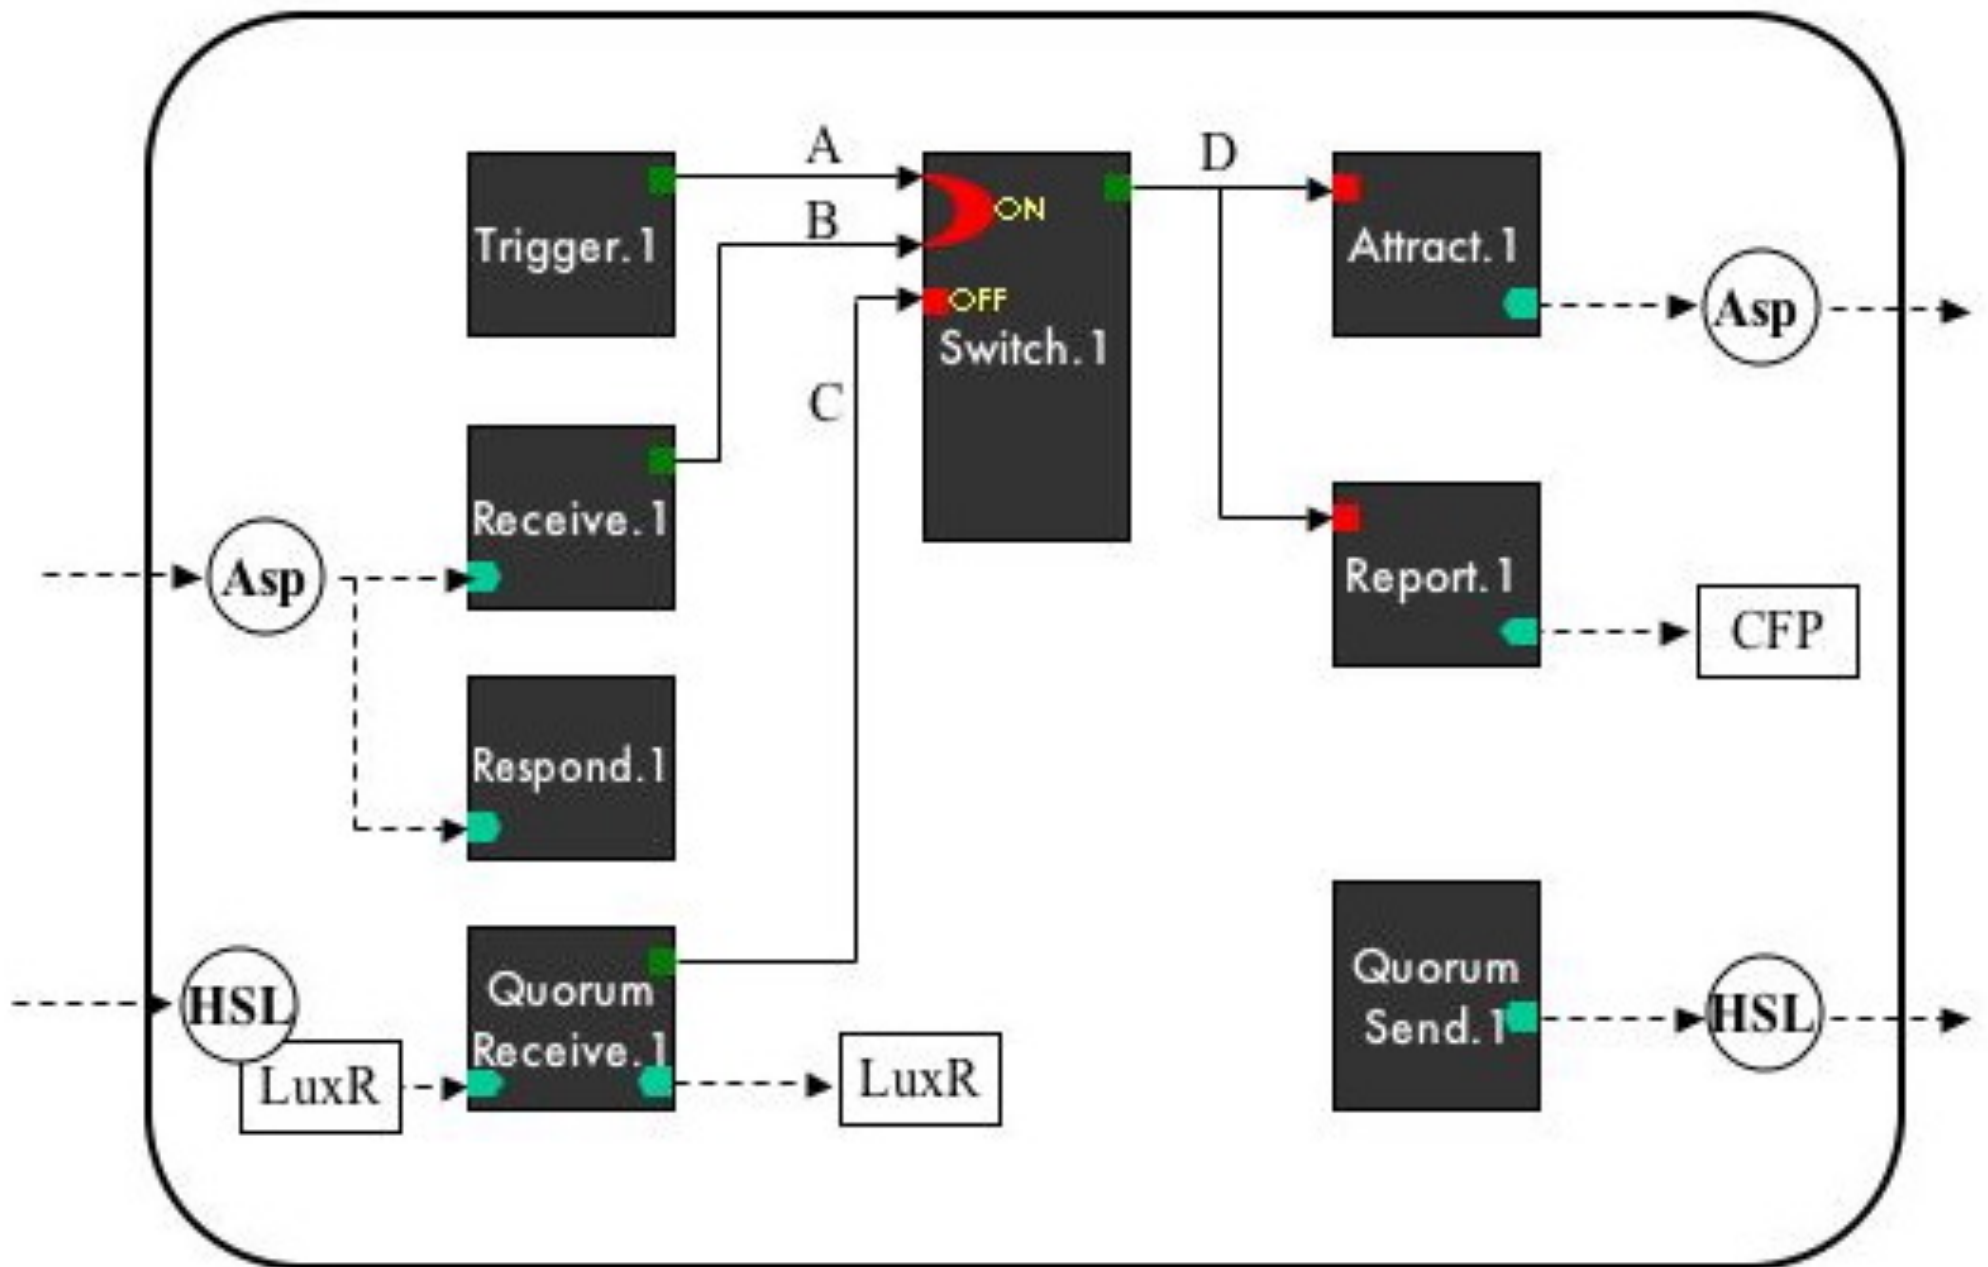 A
B
C
D
Trigger.1
ON
OFF
Switch.1
Attract.1
Asp
Asp
Receive.1
Report.1
CFP
Respond.1
HSL
LuxR
Quorum
Receive.1
LuxR
Quorum
Send.1
HSL